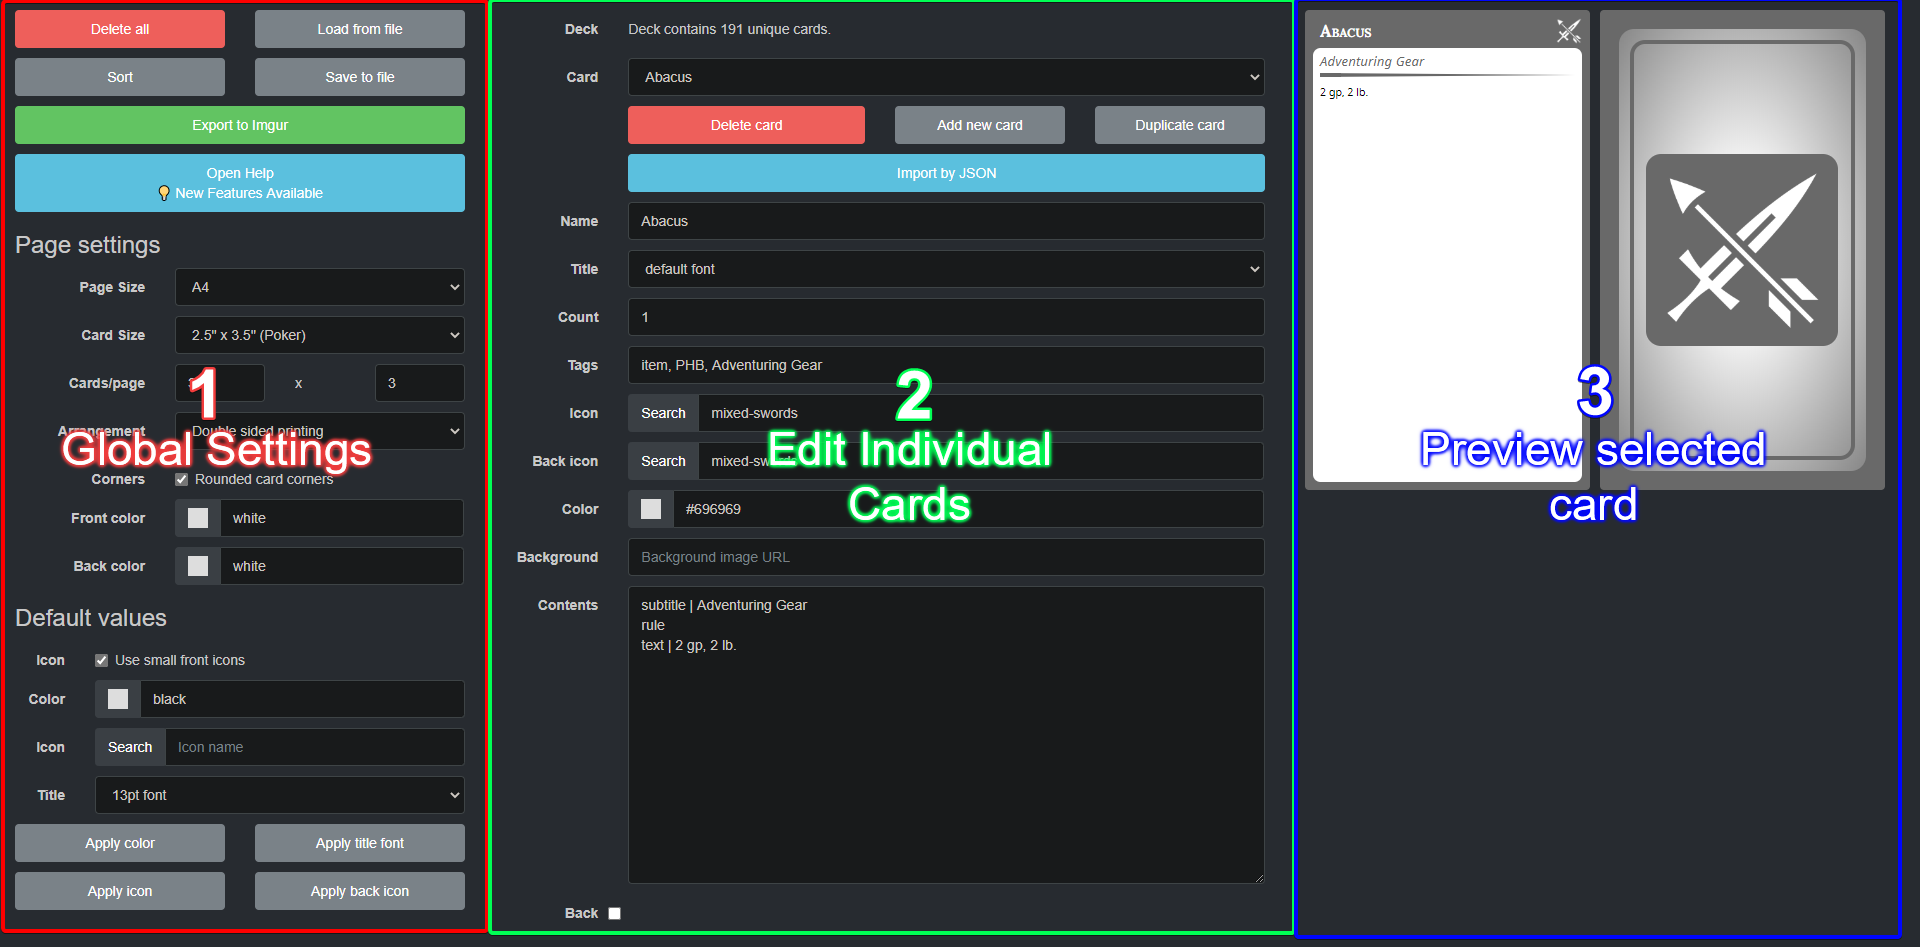 Delete all
Load from file
Sort
Save to file
Export to Imgur
Open Help
New Features Available
Page settings
Page Size
A4
Card Size
2.5" x 3.5" (Poker)
Cards/page
x
3
Arrangement
Double sided printing
1
Global Settings
Corners
Rounded card corners
Front color
white
Back color
white
Default values
Icon
Use small front icons
Color
black
Icon
Search
Icon name
Title
13pt font
Apply color
Apply title font
Apply icon
Apply back icon
Deck
Deck contains 191 unique cards.
Card
Abacus
Delete card
Add new card
Duplicate card
Import by JSON
Name
Abacus
Title
default font
Count
1
Tags
item, PHB, Adventuring Gear
Icon
Search
mixed-swords
Back icon
Search
2
Edit Individual
Cards
Color
#696969
Background
Background image URL
Contents
subtitle | Adventuring Gear
rule
text | 2 gp, 2 lb.
Back
Abacus
Adventuring Gear
2 gp, 2 lb.
3
Preview selected
card